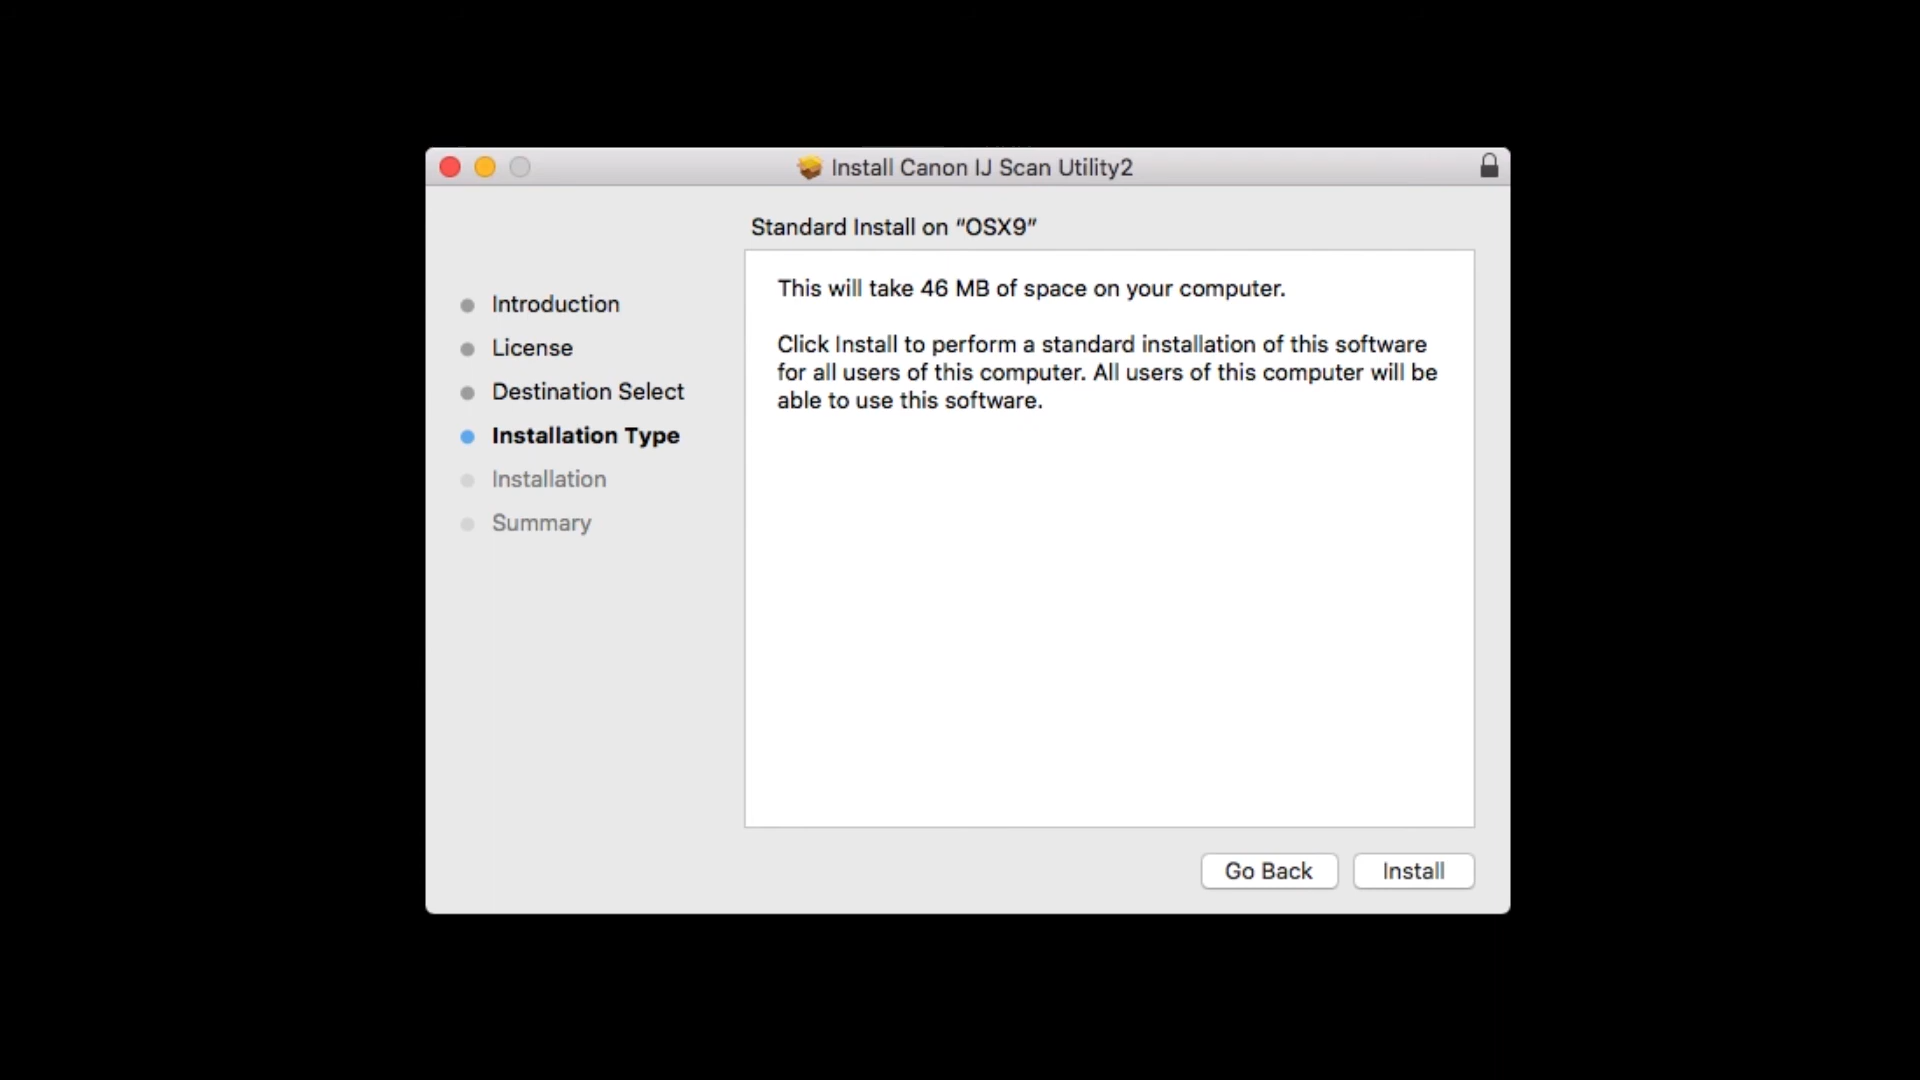 Install Canon IJ Scan Utility2
Standard Install on “OSX9”
Introduction
License
Destination Select
Installation Type
Installation
Summary
This will take 46 MB of space on your computer.
Click Install to perform a standard installation of this software
for all users of this computer. All users of this computer will be
able to use this software.
Go Back
Install